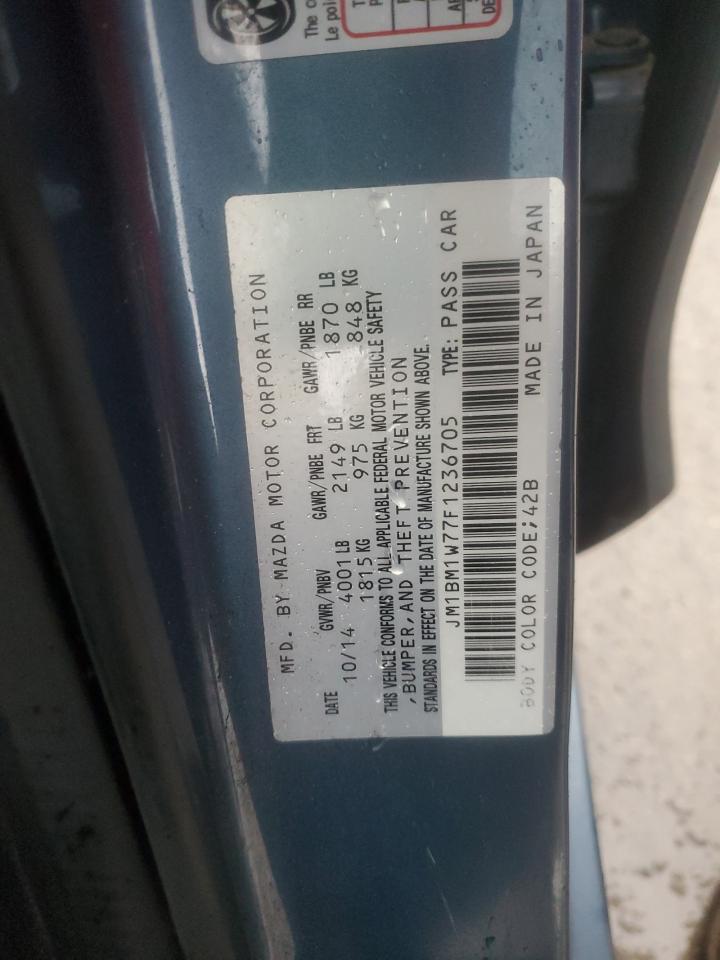 The
Le poi
MFD. BY MAZDA MOTOR CORPORATION
DATE GVWR/PNBV GAWR/PNBE FRT GAWR/PNBE RR
10/14 4001 LB 2149 LB 1870 LB
1815 KG 975 KG 848 KG
THIS VEHICLE CONFORMS TO ALL APPLICABLE FEDERAL MOTOR VEHICLE SAFETY
,BUMPER,AND THEFT PREVENTION
STANDARDS IN EFFECT ON THE DATE OF MANUFACTURE SHOWN ABOVE.
JM1BM1W77F1236705 TYPE: PASS CAR
BODY COLOR CODE;42B MADE IN JAPAN